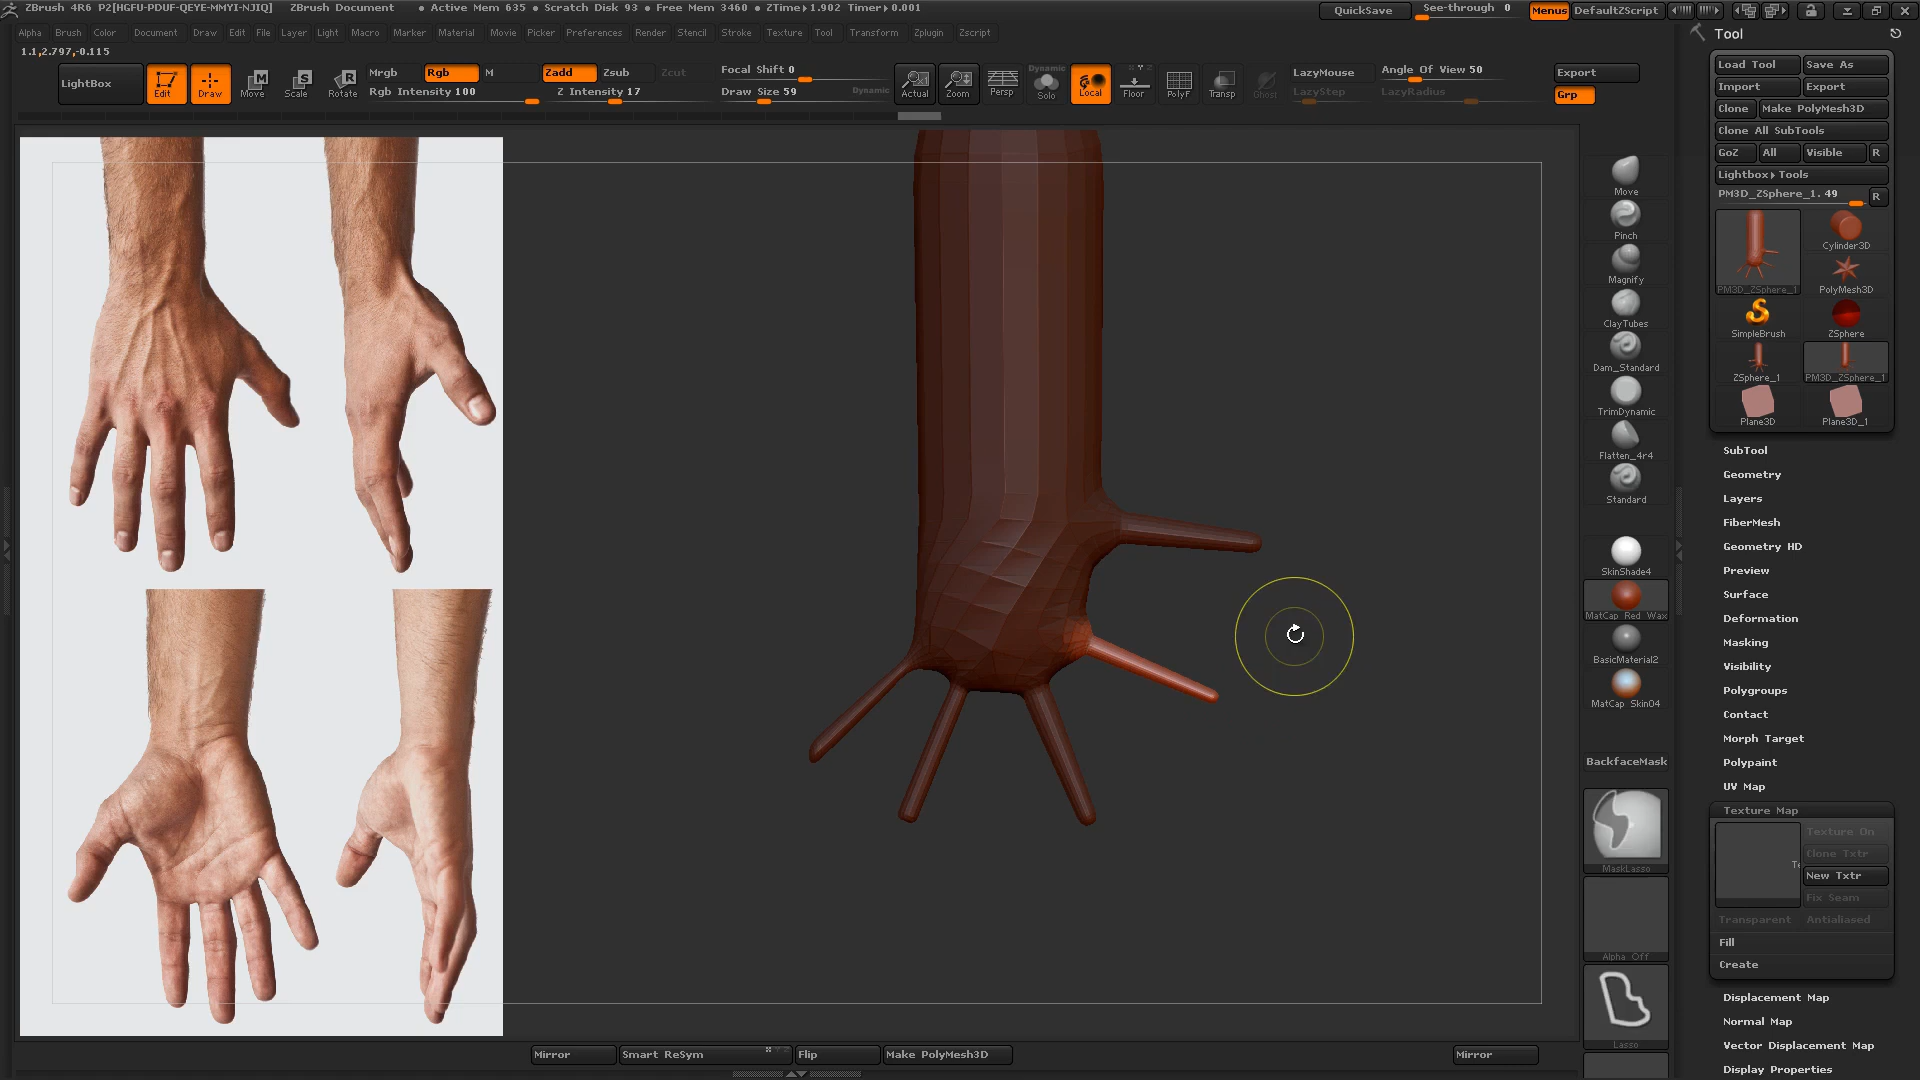 ZBrush 4R6 P2[HGFU-PDUF-QEYE-MMYI-NJIQ] ZBrush Document • Active Mem 635 • Scratch Disk 93 • Free Mem 3460 • ZTime▸1.902 Timer▸0.001 QuickSave See-through 0 Menus DefaultZScript
Alpha Brush Color Document Draw Edit File Layer Light Macro Marker Material Movie Picker Preferences Render Stencil Stroke Texture Tool Transform Zplugin Zscript
1.1,2.797,-0.115
LightBox
Edit
Draw
M
Move
S
Scale
R
Rotate
Mrgb Rgb M
Rgb Intensity 100
Zadd Zsub Zcut
Z Intensity 17
Focal Shift 0
Draw Size 59 Dynamic
Actual
Zoom
Persp
Dynamic
Solo
Local
Floor
PolyF
Transp
Ghost
LazyMouse
LazyStep
Angle Of View 50
LazyRadius
Export
Grp
Move
Pinch
Magnify
ClayTubes
Dam_Standard
TrimDynamic
Flatten_4r4
Standard
SkinShade4
MatCap Red Wax
BasicMaterial2
MatCap Skin04
BackfaceMask
MaskLasso
Alpha Off
Lasso
Tool
Load Tool Save As
Import Export
Clone Make PolyMesh3D
Clone All SubTools
GoZ All Visible R
Lightbox▸Tools
PM3D_ZSphere_1. 49 R
PM3D_ZSphere_1
Cylinder3D
PolyMesh3D
SimpleBrush ZSphere
ZSphere_1 PM3D_ZSphere_1
Plane3D Plane3D_1
SubTool
Geometry
Layers
FiberMesh
Geometry HD
Preview
Surface
Deformation
Masking
Visibility
Polygroups
Contact
Morph Target
Polypaint
UV Map
Texture Map
Texture On
Clone Txtr
New Txtr
Fix Seam
Transparent Antialiased
Fill
Create
Displacement Map
Normal Map
Vector Displacement Map
Display Properties
Mirror Smart ReSym Flip Make PolyMesh3D Mirror